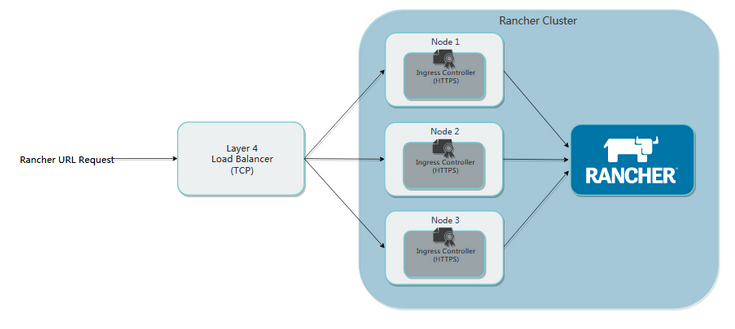 Rancher Cluster
Node 1
Ingress Controller
(HTTPS)
Rancher URL Request
Layer 4
Load Balancer
(TCP)
Node 2
Ingress Controller
(HTTPS)
RANCHER
Node 3
Ingress Controller
(HTTPS)